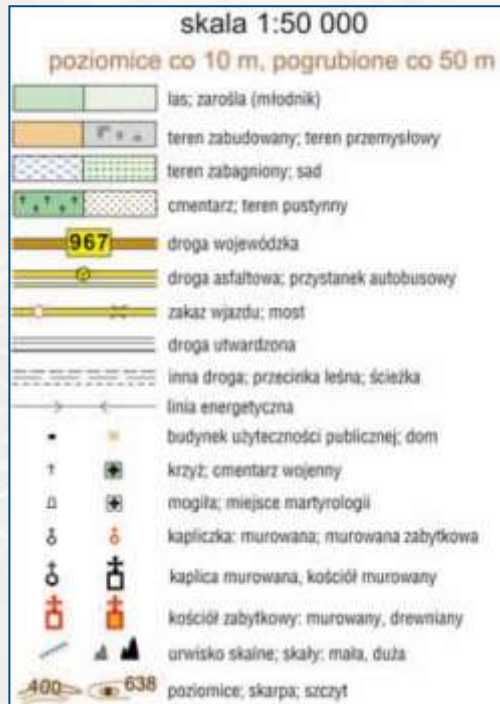 skala 1:50 000
poziomice co 10 m, pogrubione co 50 m
las; zarośla (młodnik)
teren zabudowany; teren przemysłowy
teren zabagniony; sad
cmentarz; teren pustynny
967 droga wojewódzka
droga asfaltowa; przystanek autobusowy
zakaz wjazdu; most
droga utwardzona
inna droga; przecinka leśna; ścieżka
linia energetyczna
budynek użyteczności publicznej; dom
krzyż; cmentarz wojenny
mogiła; miejsce martyrologii
kapliczka: murowana; murowana zabytkowa
kaplica murowana, kościół murowany
kościół zabytkowy: murowany, drewniany
urwisko skalne; skały: mała, duża
400 638 poziomice; skarpa; szczyt